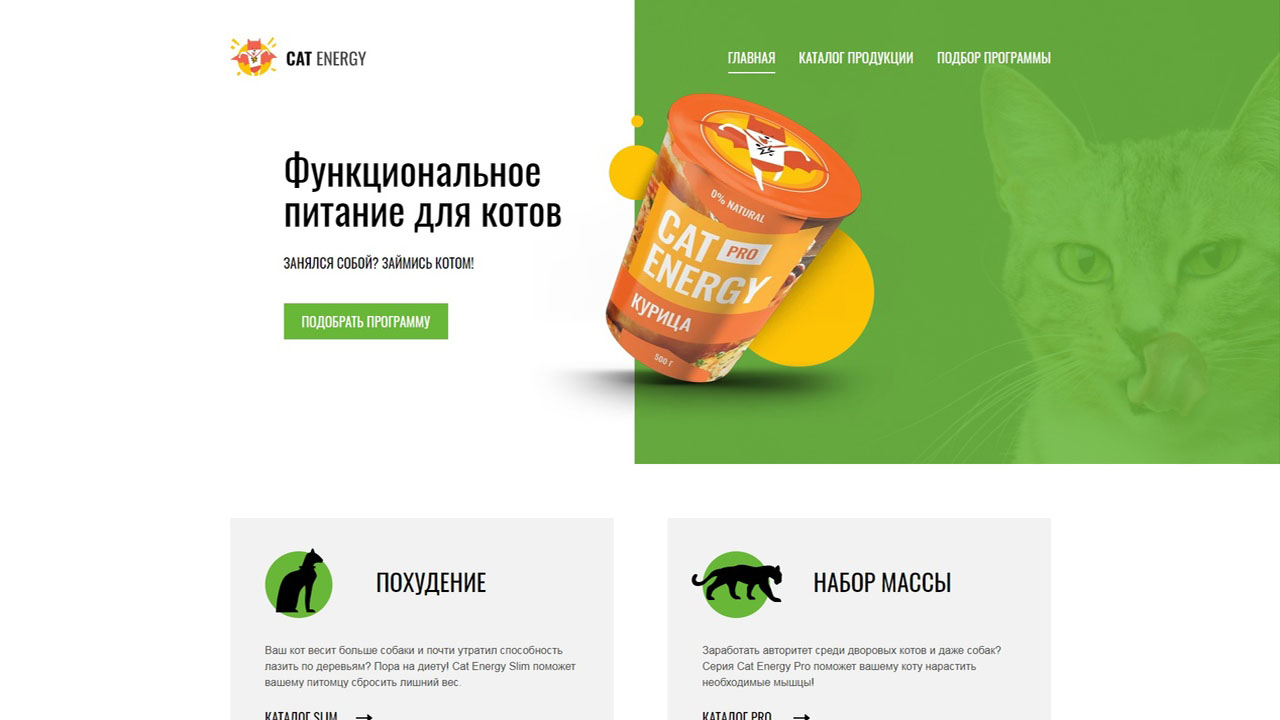 CAT ENERGY
ГЛАВНАЯ КАТАЛОГ ПРОДУКЦИИ ПОДБОР ПРОГРАММЫ
Функциональное
питание для котов
ЗАНЯЛСЯ СОБОЙ? ЗАЙМИСЬ КОТОМ!
ПОДОБРАТЬ ПРОГРАММУ
0% NATURAL
CAT PRO
ENERGY
КУРИЦА
500 Г
ПОХУДЕНИЕ
Ваш кот весит больше собаки и почти утратил способность
лазить по деревьям? Пора на диету! Cat Energy Slim поможет
вашему питомцу сбросить лишний вес.
КАТАЛОГ SLIM
НАБОР МАССЫ
Заработать авторитет среди дворовых котов и даже собак?
Серия Cat Energy Pro поможет вашему коту нарастить
необходимые мышцы!
КАТАЛОГ PRO